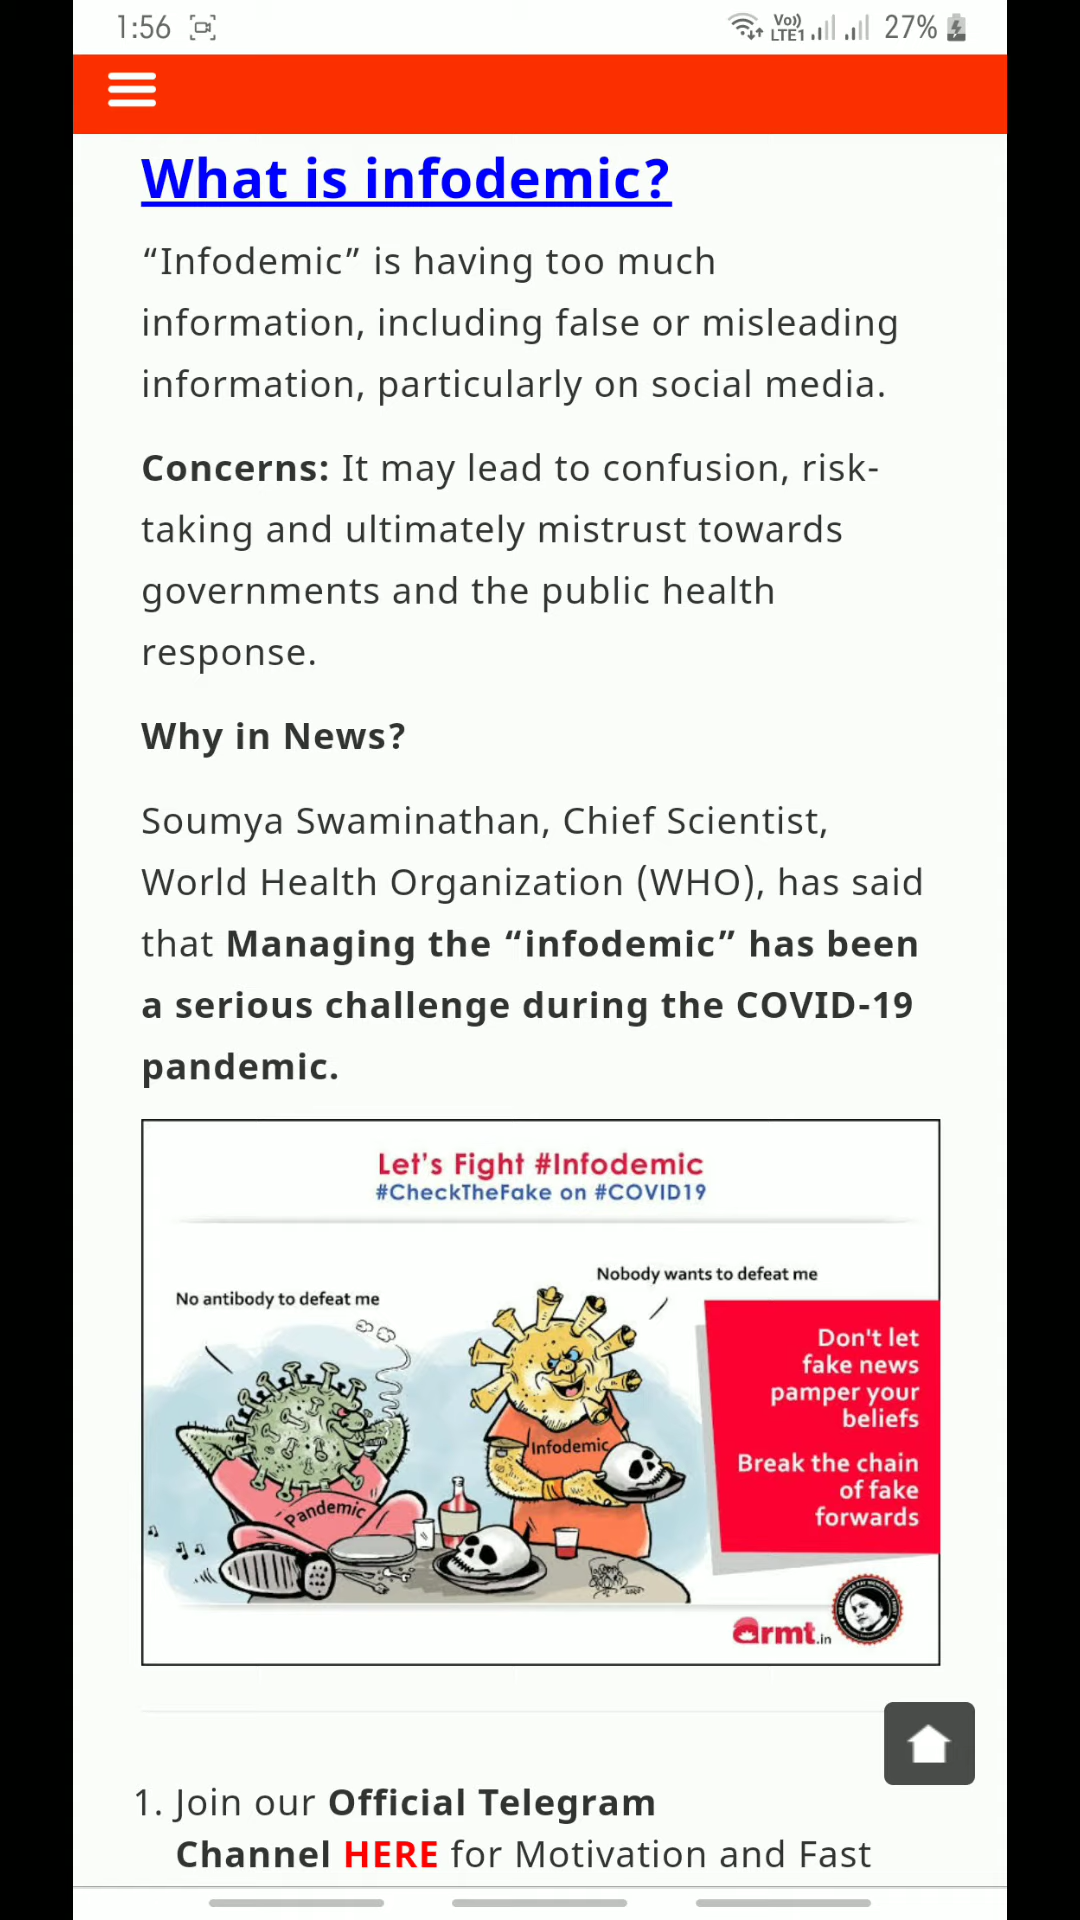 1:56
Vo))
LTE1
27%
What is infodemic?
“Infodemic” is having too much
information, including false or misleading
information, particularly on social media.
Concerns: It may lead to confusion, risk-
taking and ultimately mistrust towards
governments and the public health
response.
Why in News?
Soumya Swaminathan, Chief Scientist,
World Health Organization (WHO), has said
that Managing the “infodemic” has been
a serious challenge during the COVID-19
pandemic.
Let’s Fight #Infodemic
#CheckTheFake on #COVID19
Nobody wants to defeat me
No antibody to defeat me
Don't let
fake news
pamper your
beliefs
Infodemic
Break the chain
of fake
forwards
Pandemic
armt.in
1. Join our Official Telegram
Channel HERE for Motivation and Fast